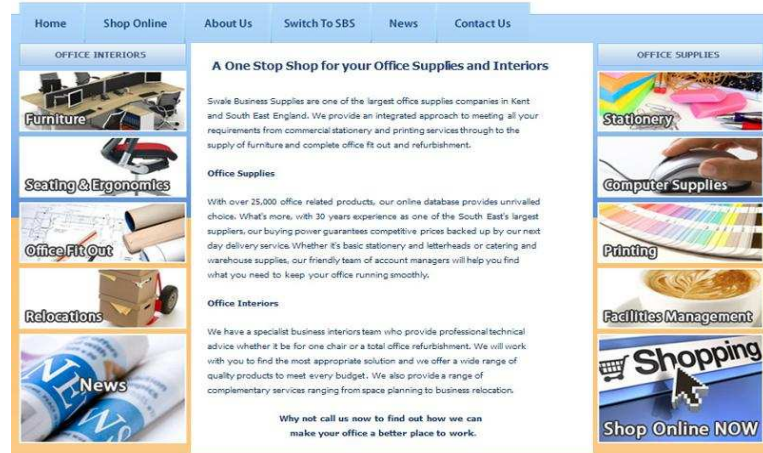 Home Shop Online About Us Switch To SBS News Contact Us
OFFICE INTERIORS
Furniture
Seating & Ergonomics
Office Fit Out
Relocations
NEWS
News
A One Stop Shop for your Office Supplies and Interiors
Swale Business Supplies are one of the largest office supplies companies in Kent
and South East England. We provide an integrated approach to meeting all your
requirements from commercial stationery and printing services through to the
supply of furniture and complete office fit out and refurbishment.
Office Supplies
With over 25,000 office related products, our online database provides unrivalled
choice. What's more, with 30 years experience as one of the South East's largest
suppliers, our buying power guarantees competitive prices backed up by our next
day delivery service. Whether it's basic stationery and letterheads or catering and
warehouse supplies, our friendly team of account managers will help you find
what you need to keep your office running smoothly.
Office Interiors
We have a specialist business interiors team who provide professional technical
advice whether it be for one chair or a total office refurbishment. We will work
with you to find the most appropriate solution and we offer a wide range of
quality products to meet every budget. We also provide a range of
complementary services ranging from space planning to business relocation.
Why not call us now to find out how we can
make your office a better place to work.
OFFICE SUPPLIES
Stationery
Computer Supplies
Printing
Facilities Management
Shopping
Shop Online NOW